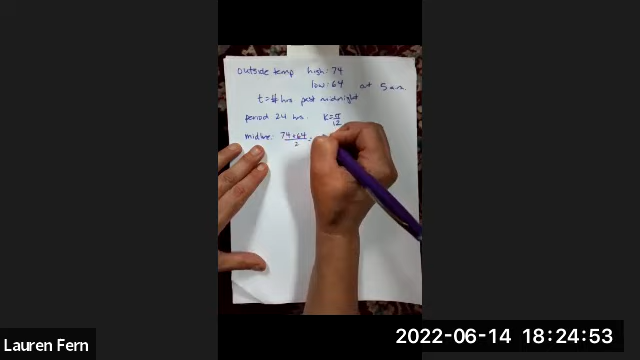 outside temp high: 74
low: 64 at 5 a.m.
t = # hrs past midnight
period 24 hrs. K = π/12
midline: 74+64/2 =
Lauren Fern
2022-06-14 18:24:53